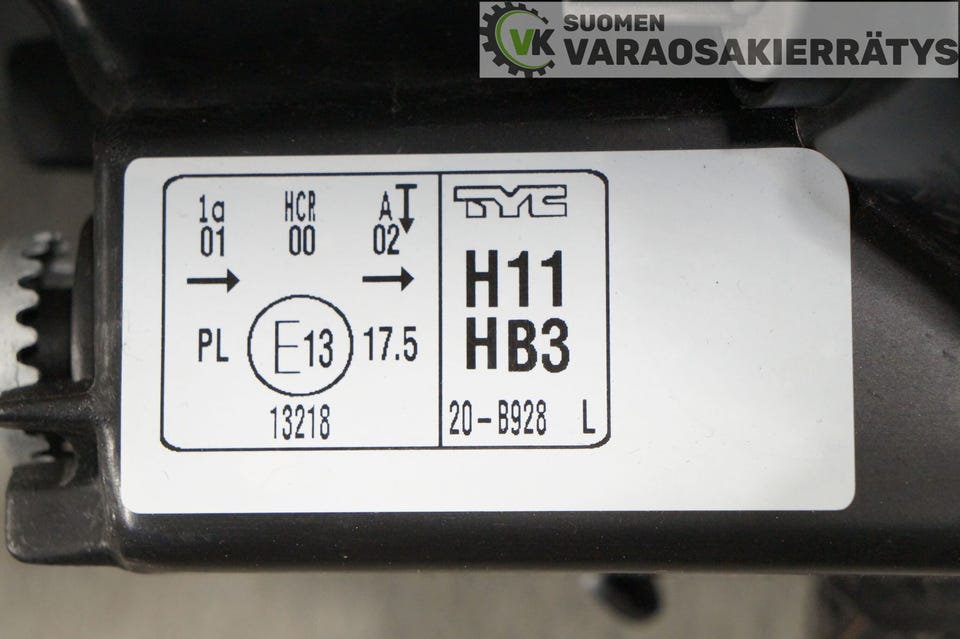 SUOMEN
VK VARAOSAKIERRÄTYS
1a HCR A
01 00 02
PL E13 17.5
13218
TYC
H11
HB3
20-B928 L